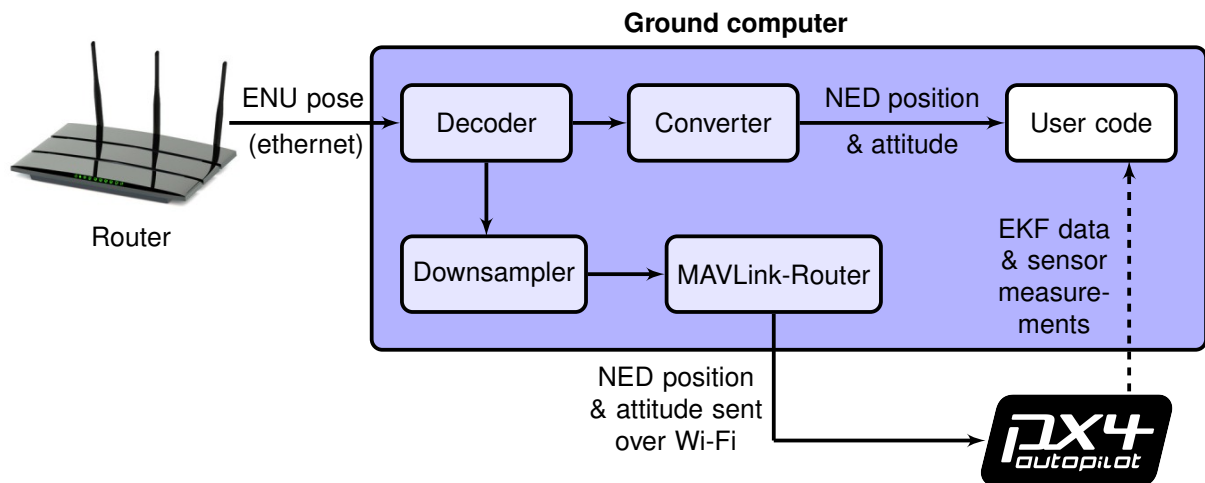 Ground computer
ENU pose
(ethernet)
Decoder
Converter
NED position
& attitude
User code
Router
Downsampler
MAVLink-Router
EKF data
& sensor
measure-
ments
NED position
& attitude sent
over Wi-Fi
px4
autopilot